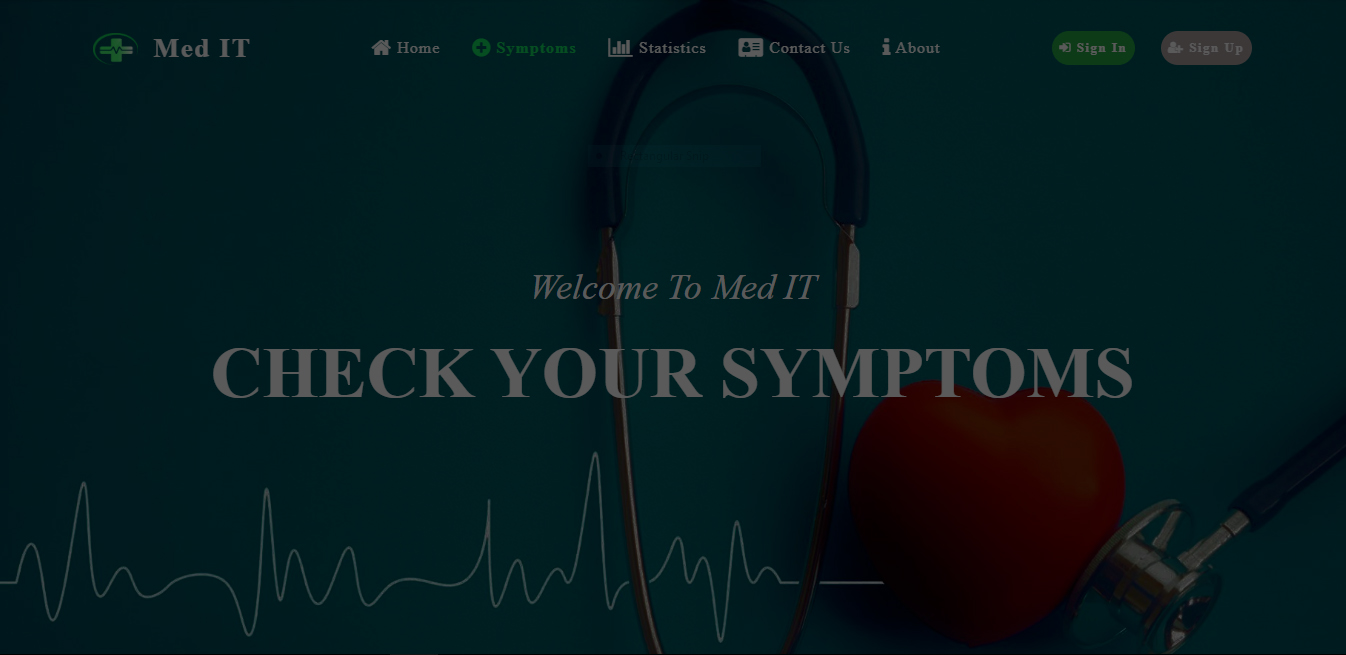 Med IT
Home
Symptoms
Statistics
Contact Us
About
Sign In
Sign Up
Welcome To Med IT
CHECK YOUR SYMPTOMS